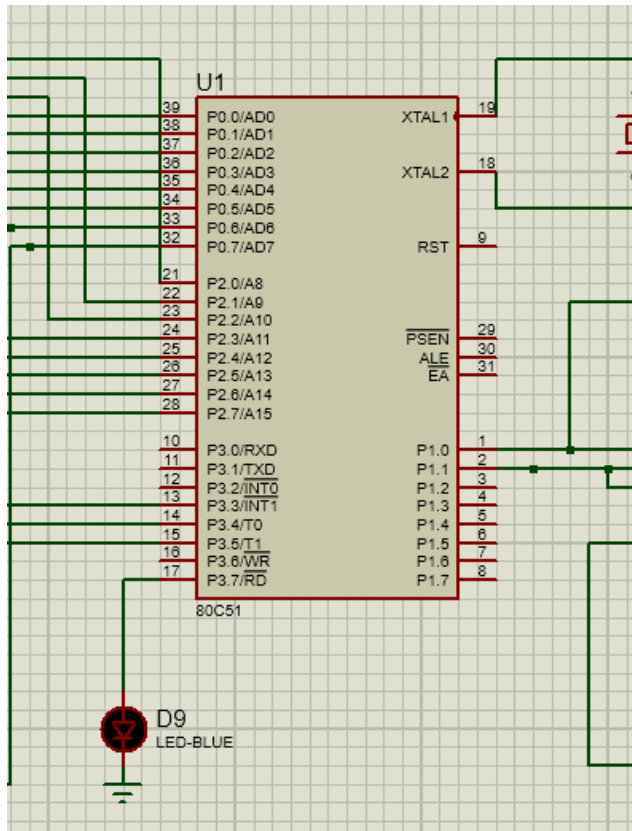 U1
39 P0.0/AD0 XTAL1 19
38 P0.1/AD1
37 P0.2/AD2
36 P0.3/AD3 XTAL2 18
35 P0.4/AD4
34 P0.5/AD5
33 P0.6/AD6
32 P0.7/AD7 RST 9
21 P2.0/A8
22 P2.1/A9
23 P2.2/A10
24 P2.3/A11 PSEN 29
25 P2.4/A12 ALE 30
26 P2.5/A13 EA 31
27 P2.6/A14
28 P2.7/A15
10 P3.0/RXD P1.0 1
11 P3.1/TXD P1.1 2
12 P3.2/INT0 P1.2 3
13 P3.3/INT1 P1.3 4
14 P3.4/T0 P1.4 5
15 P3.5/T1 P1.5 6
16 P3.6/WR P1.6 7
17 P3.7/RD P1.7 8
80C51
D9
LED-BLUE